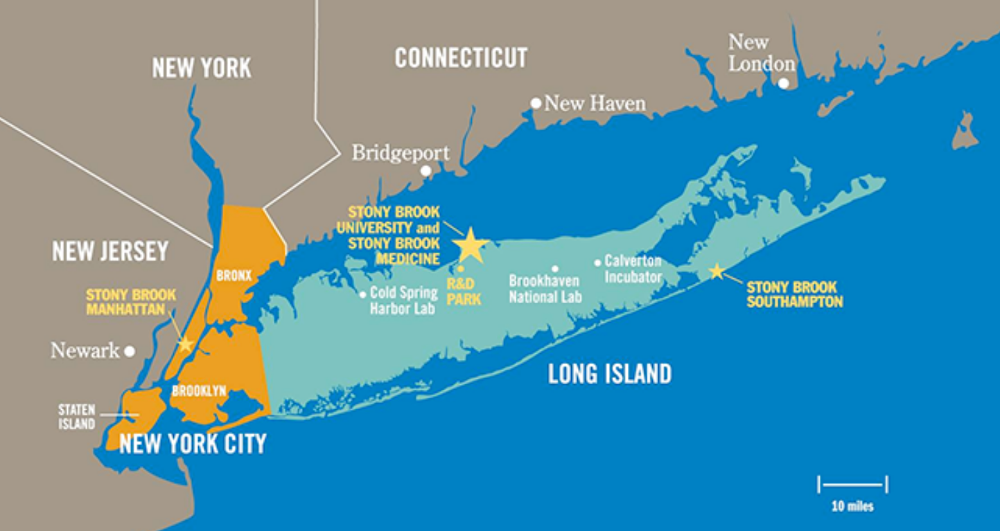 NEW YORK
CONNECTICUT
New
London
New Haven
Bridgeport
STONY BROOK
UNIVERSITY and
STONY BROOK
MEDICINE
NEW JERSEY
BRONX
STONY BROOK
MANHATTAN
Cold Spring
Harbor Lab
R&D
PARK
Brookhaven
National Lab
Calverton
Incubator
STONY BROOK
SOUTHAMPTON
Newark
LONG ISLAND
BROOKLYN
STATEN
ISLAND
NEW YORK CITY
10 miles